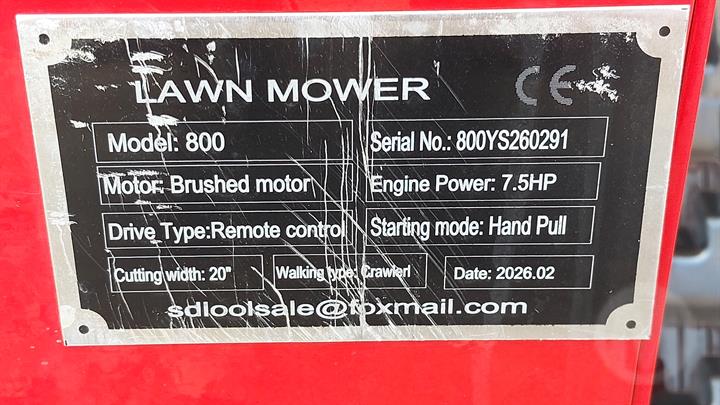 LAWN MOWER CE
Model: 800
Serial No.: 800YS260291
Motor: Brushed motor
Engine Power: 7.5HP
Drive Type:Remote control
Starting mode: Hand Pull
Cutting width: 20"
Walking type: Crawlerl
Date: 2026.02
sdloolsale@foxmail.com